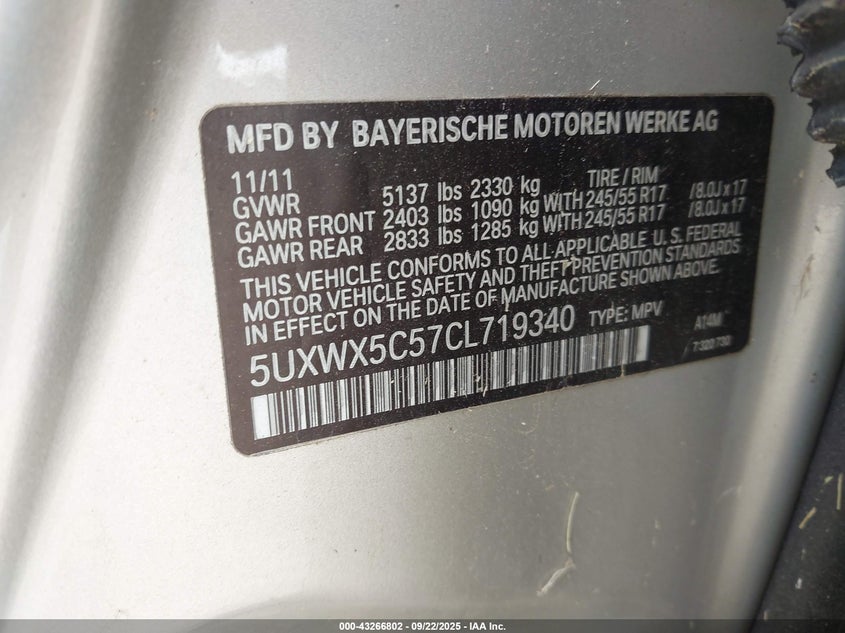 MFD BY BAYERISCHE MOTOREN WERKE AG
11/11 TIRE / RIM
GVWR 5137 lbs 2330 kg
GAWR FRONT 2403 lbs 1090 kg WITH 245/55 R17 /8.0J x 17
GAWR REAR 2833 lbs 1285 kg WITH 245/55 R17 /8.0J x 17
THIS VEHICLE CONFORMS TO ALL APPLICABLE U.S. FEDERAL
MOTOR VEHICLE SAFETY AND THEFT PREVENTION STANDARDS
IN EFFECT ON THE DATE OF MANUFACTURE SHOWN ABOVE.
5UXWX5C57CL719340 TYPE: MPV A14M
7 320 730
000-43266802 - 09/22/2025 - IAA Inc.